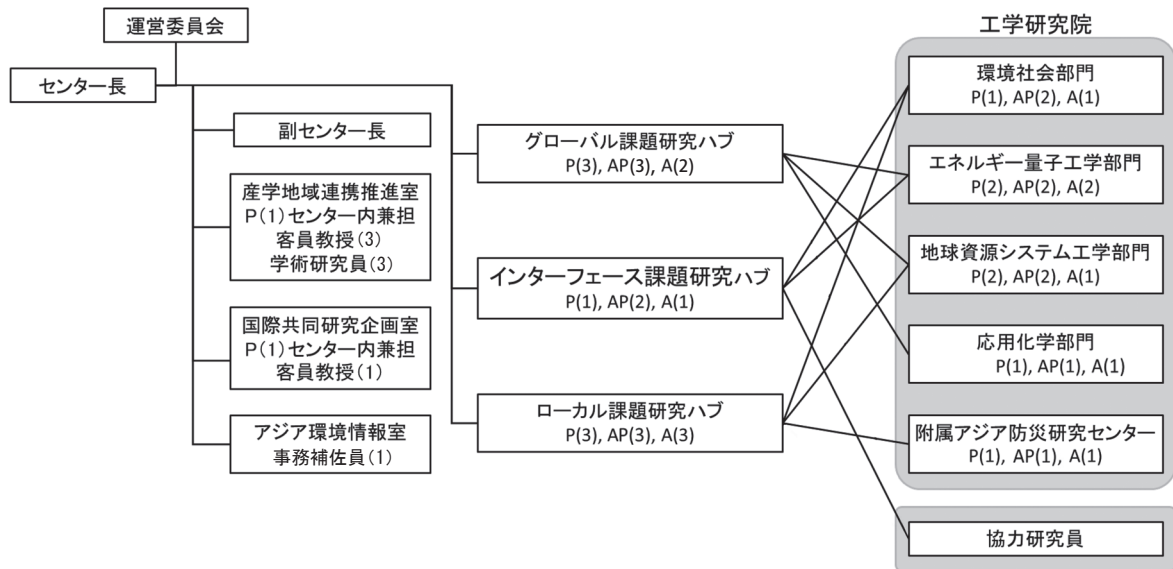 運営委員会
センター長
副センター長
産学地域連携推進室
P(1)センター内兼担
客員教授(3)
学術研究員(3)
国際共同研究企画室
P(1)センター内兼担
客員教授(1)
アジア環境情報室
事務補佐員(1)
グローバル課題研究ハブ
P(3), AP(3), A(2)
インターフェース課題研究ハブ
P(1), AP(2), A(1)
ローカル課題研究ハブ
P(3), AP(3), A(3)
工学研究院
環境社会部門
P(1), AP(2), A(1)
エネルギー量子工学部門
P(2), AP(2), A(2)
地球資源システム工学部門
P(2), AP(2), A(1)
応用化学部門
P(1), AP(1), A(1)
附属アジア防災研究センター
P(1), AP(1), A(1)
協力研究員